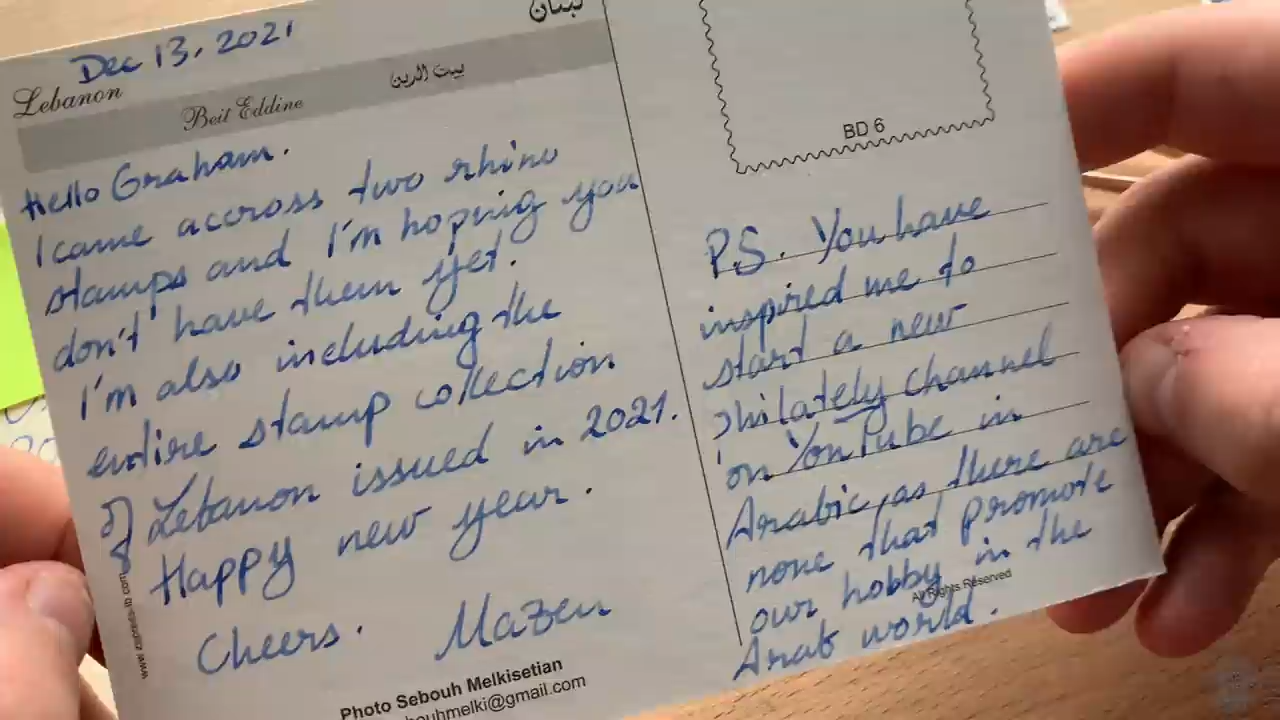 Dec 13, 2021
لبنان
Lebanon
Beit Eddine
بيت الدين
Hello Graham.
I came accross two rhino
stamps and I'm hoping you
don't have them yet.
I'm also including the
entire stamp collection
of Lebanon issued in 2021.
Happy new year.
Cheers. Mazen
Photo Sebouh Melkisetian
ouhmelki@gmail.com
BD 6
P.S. You have
inspired me to
start a new
philately channel
on YouTube in
Arabic, as there are
none that promote
our hobby in the
All Rights Reserved
Arab world.